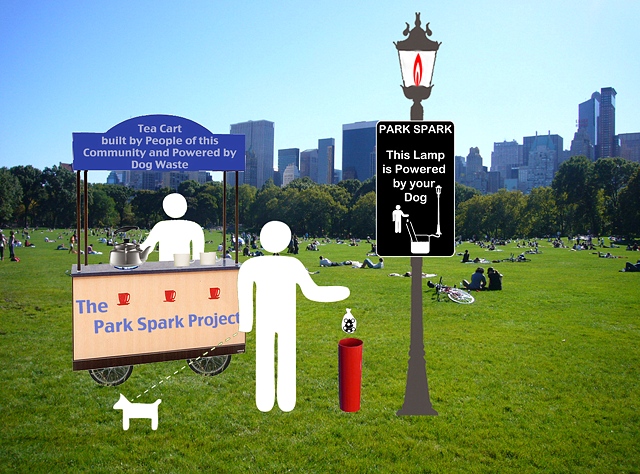 Tea Cart
built by People of this
Community and Powered by
Dog Waste
PARK SPARK
This Lamp
is Powered
by your
Dog
The
Park Spark Project